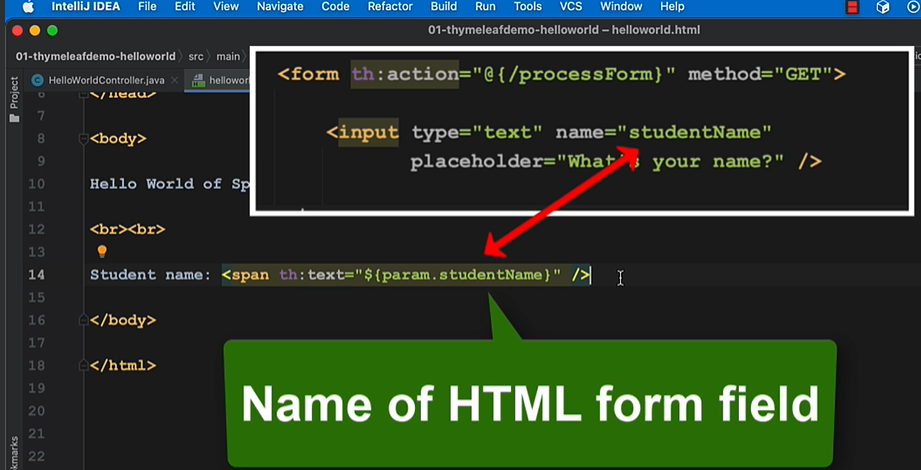 IntelliJ IDEA File Edit View Navigate Code Refactor Build Run Tools VCS Window Help
01-thymeleafdemo-helloworld – helloworld.html
01-thymeleafdemo-helloworld src main
HelloWorldController.java hellowor
Project
<form th:action="@{/processForm}" method="GET">
<input type="text" name="studentName"
placeholder="What's your name?" />
6 </head>
7
8 <body>
9
10 Hello World of Sp
11
12 <br><br>
13
14 Student name: <span th:text="${param.studentName}" />
15
16 </body>
17
18 </html>
19
20
21
22
kmarks
Name of HTML form field